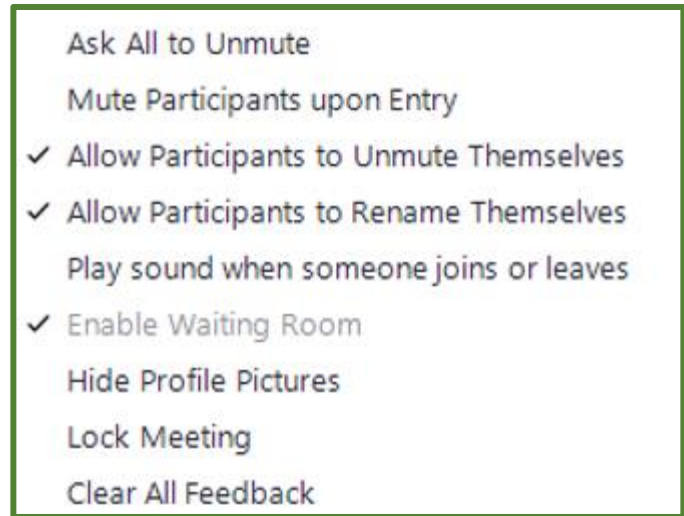 Ask All to Unmute
Mute Participants upon Entry
✓ Allow Participants to Unmute Themselves
✓ Allow Participants to Rename Themselves
Play sound when someone joins or leaves
✓ Enable Waiting Room
Hide Profile Pictures
Lock Meeting
Clear All Feedback